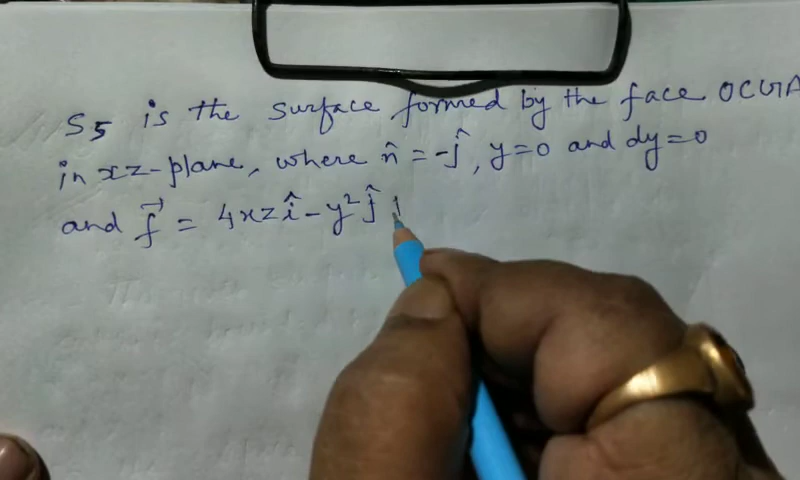 S5 is the surface formed by the face OCGA
in xz-plane, where n̂ = -ĵ, y=0 and dy=0
and f⃗ = 4xz î - y² ĵ